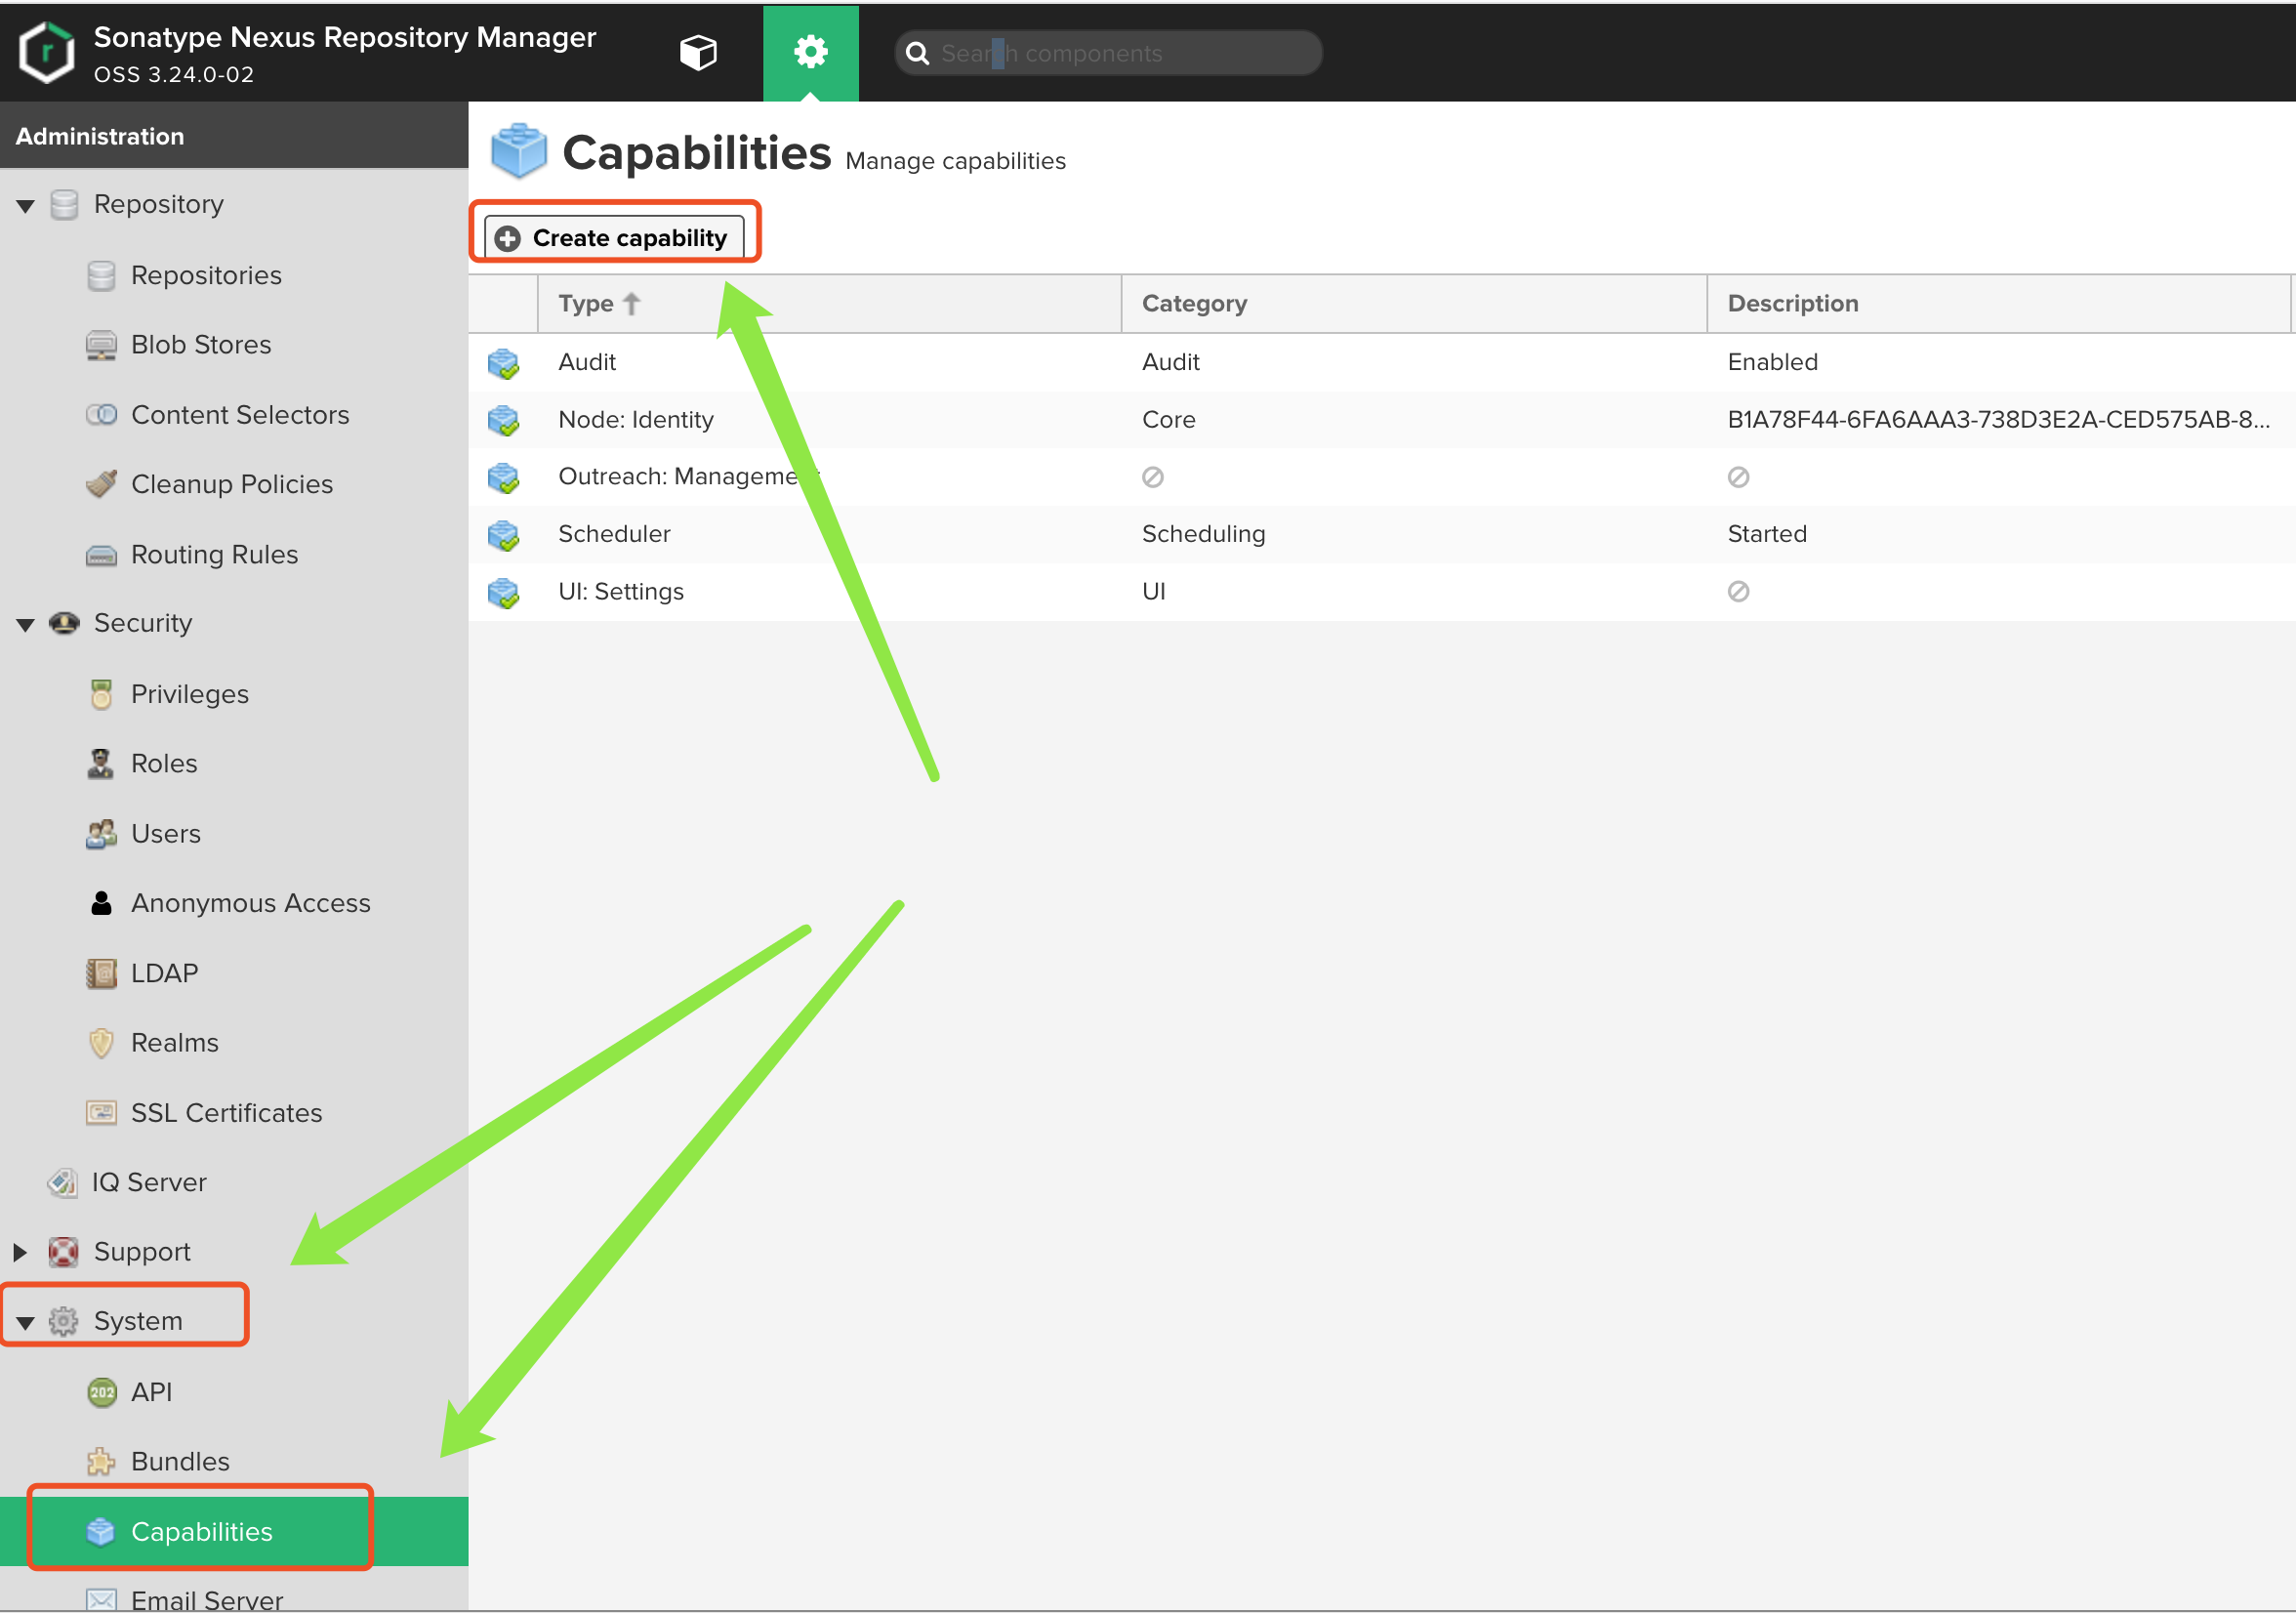 Sonatype Nexus Repository Manager
OSS 3.24.0-02
Search components
Administration
Repository
Repositories
Blob Stores
Content Selectors
Cleanup Policies
Routing Rules
Security
Privileges
Roles
Users
Anonymous Access
LDAP
Realms
SSL Certificates
IQ Server
Support
System
API
Bundles
Capabilities
Email Server
Capabilities Manage capabilities
Create capability
Type Category Description
Audit Audit Enabled
Node: Identity Core B1A78F44-6FA6AAA3-738D3E2A-CED575AB-8...
Outreach: Management
Scheduler Scheduling Started
UI: Settings UI